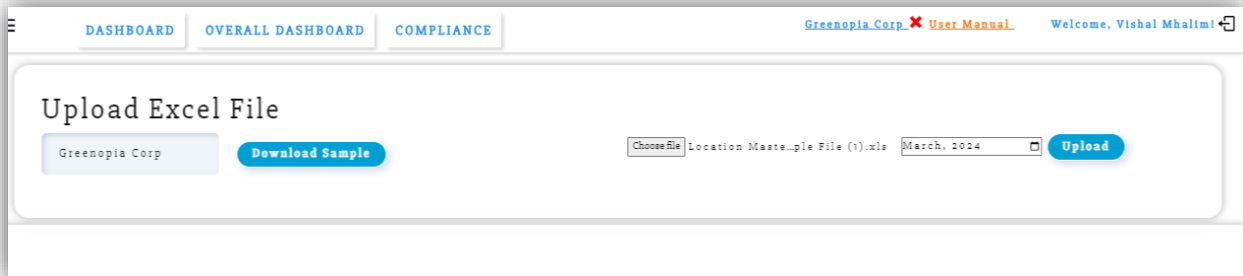 DASHBOARD OVERALL DASHBOARD COMPLIANCE Greenopia Corp User Manual Welcome, Vishal Mhalim!
Upload Excel File
Greenopia Corp Download Sample Choose file Location Maste...ple File (1).xls March, 2024 Upload